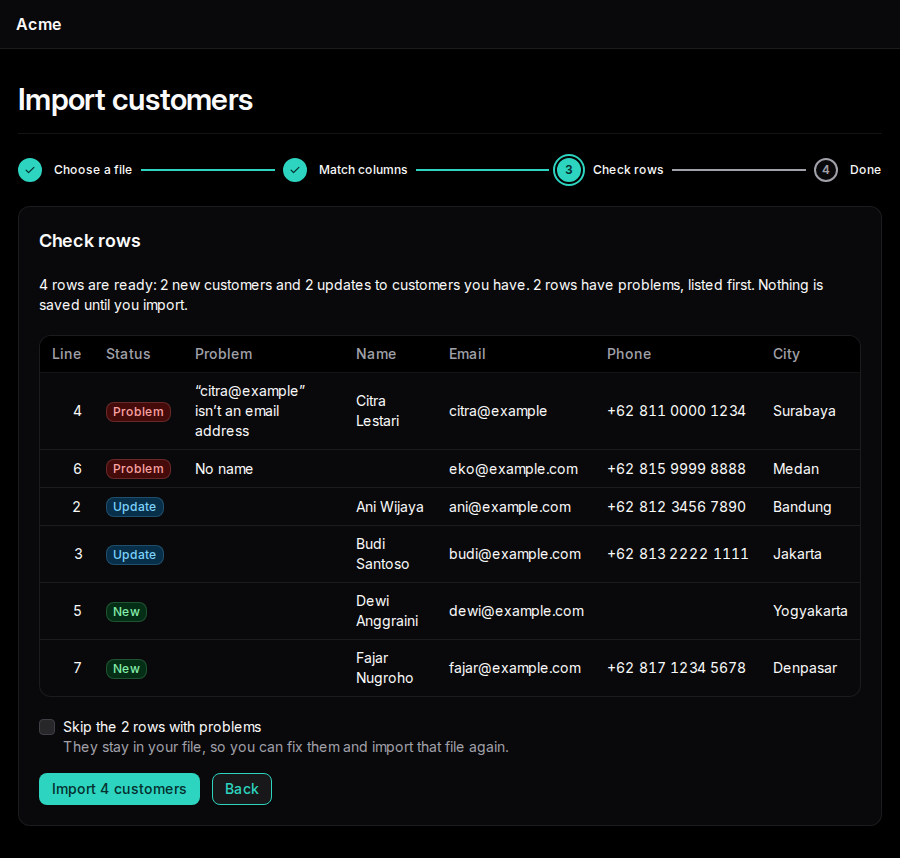 Acme
Import customers
Choose a file
Match columns
3 Check rows
4 Done
Check rows
4 rows are ready: 2 new customers and 2 updates to customers you have. 2 rows have problems, listed first. Nothing is
saved until you import.
Line Status Problem Name Email Phone City
4 Problem “citra@example” isn’t an email address Citra Lestari citra@example +62 811 0000 1234 Surabaya
6 Problem No name eko@example.com +62 815 9999 8888 Medan
2 Update Ani Wijaya ani@example.com +62 812 3456 7890 Bandung
3 Update Budi Santoso budi@example.com +62 813 2222 1111 Jakarta
5 New Dewi Anggraini dewi@example.com Yogyakarta
7 New Fajar Nugroho fajar@example.com +62 817 1234 5678 Denpasar
Skip the 2 rows with problems
They stay in your file, so you can fix them and import that file again.
Import 4 customers Back